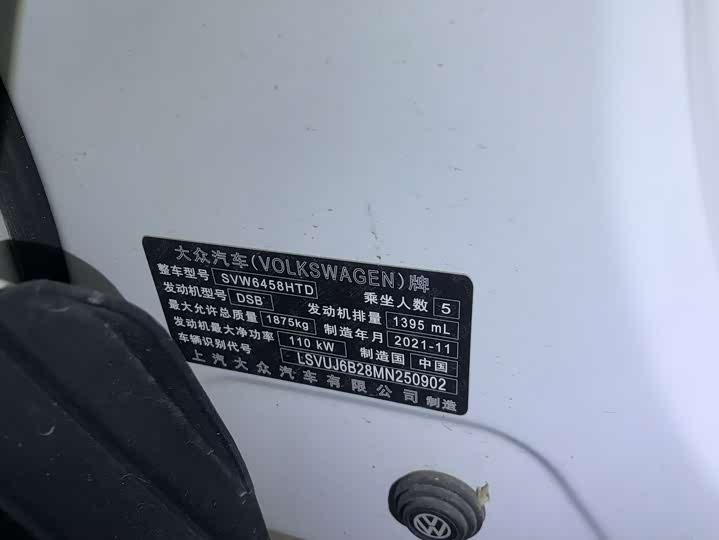 大众汽车(VOLKSWAGEN)牌
整车型号 SVW6458HTD
发动机型号 DSB 乘坐人数 5
最大允许总质量 1875kg 发动机排量 1395 mL
发动机最大净功率 110 kW 制造年月 2021-11
车辆识别代号 制造国 中国
LSVUJ6B28MN250902
上汽大众汽车有限公司 制造